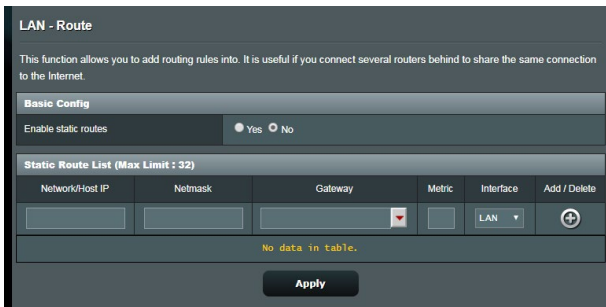 LAN - Route
This function allows you to add routing rules into. It is useful if you connect several routers behind to share the same connection
to the Internet.
Basic Config
Enable static routes Yes No
Static Route List (Max Limit : 32)
Network/Host IP Netmask Gateway Metric Interface Add / Delete
LAN
No data in table.
Apply